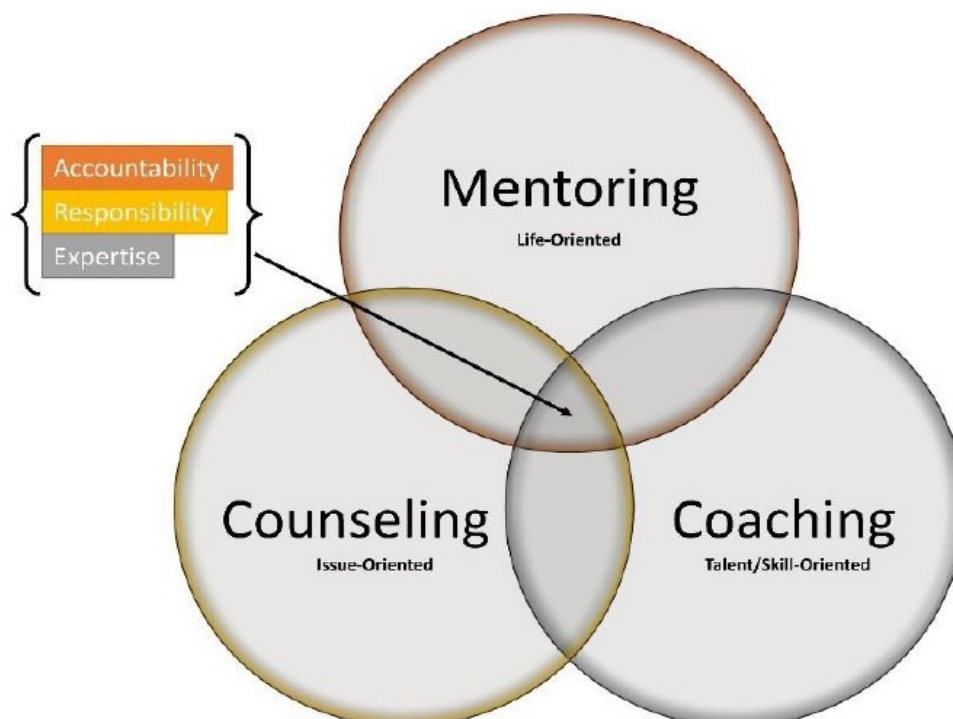 Accountability
Responsibility
Expertise
Mentoring
Life-Oriented
Counseling
Issue-Oriented
Coaching
Talent/Skill-Oriented